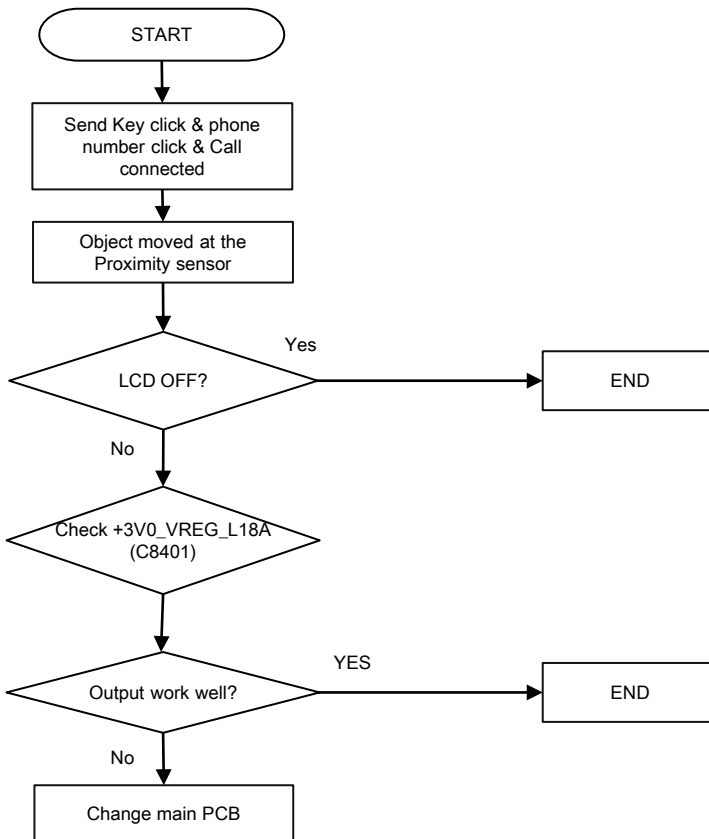 START
Send Key click & phone
number click & Call
connected
Object moved at the
Proximity sensor
Yes
LCD OFF?
END
No
Check +3V0_VREG_L18A
(C8401)
YES
Output work well?
END
No
Change main PCB